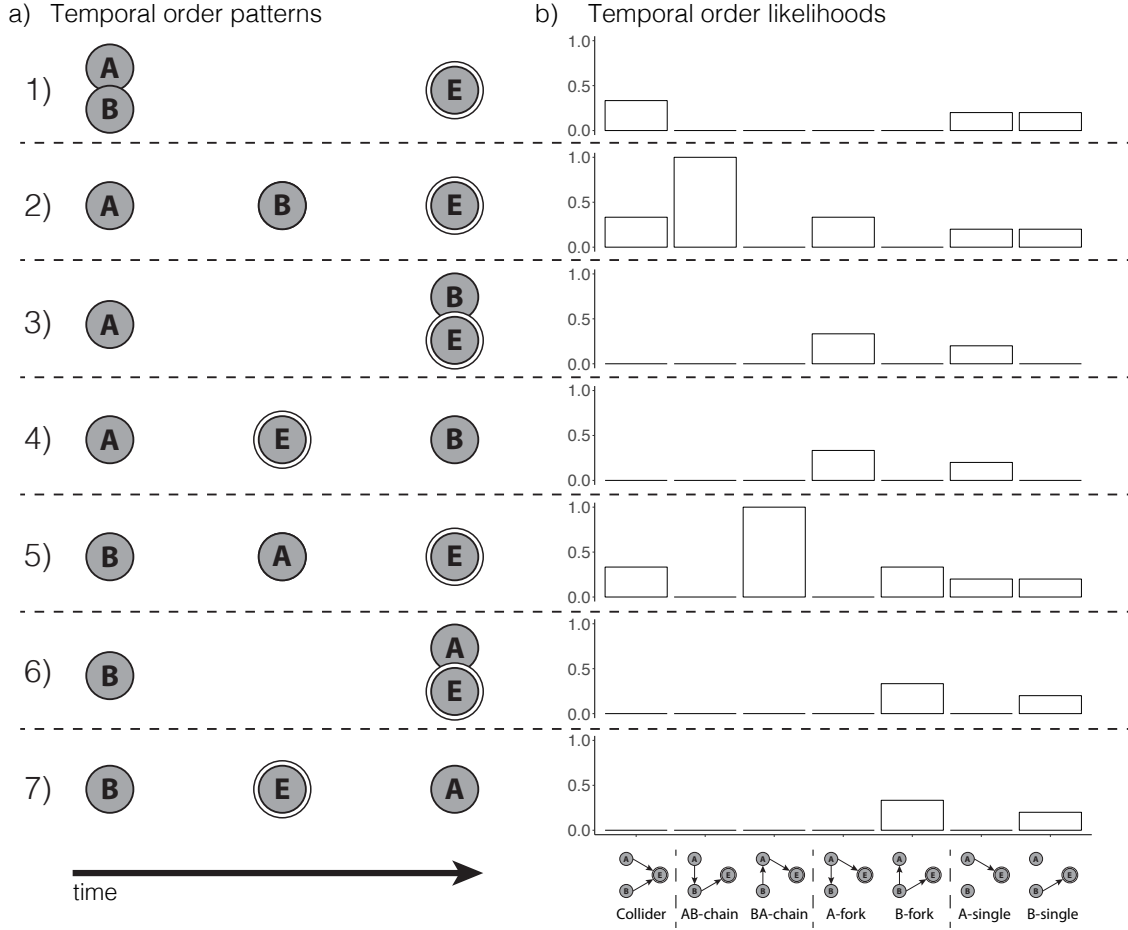 a) Temporal order patterns
b) Temporal order likelihoods
1)
A
B
E
1.0
0.5
0.0
2)
A B E
1.0
0.5
0.0
3)
A
B
E
1.0
0.5
0.0
4)
A E B
1.0
0.5
0.0
5)
B A E
1.0
0.5
0.0
6)
B
A
E
1.0
0.5
0.0
7)
B E A
1.0
0.5
0.0
time
A A A A A A A
E E E E E E E
B B B B B B B
Collider AB-chain BA-chain A-fork B-fork A-single B-single